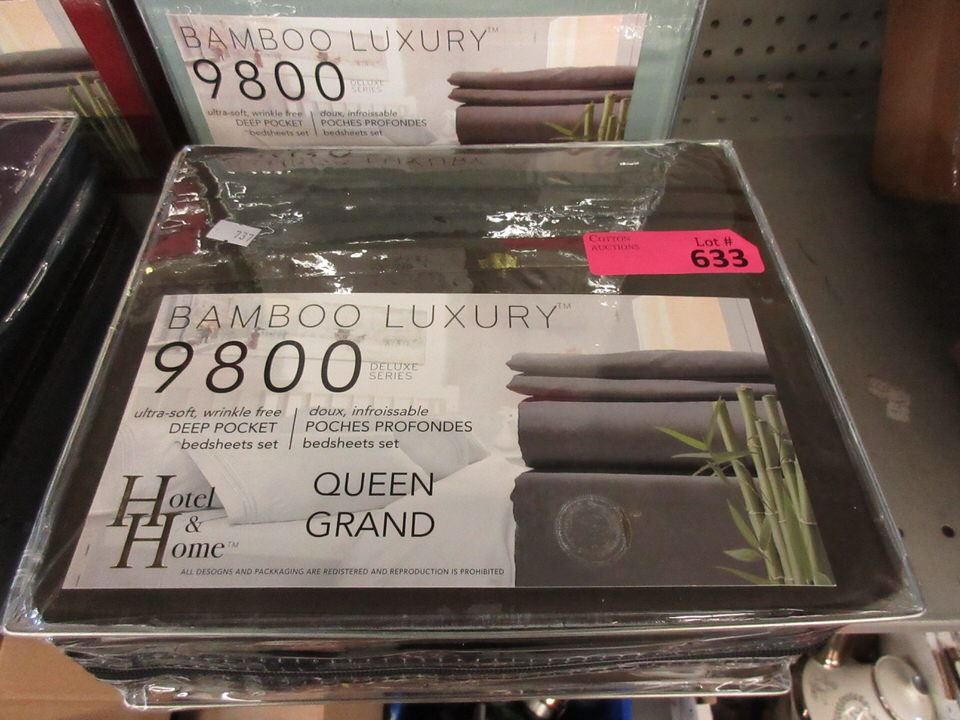 BAMBOO LUXURY™
9800 DELUXE SERIES
ultra-soft, wrinkle free
DEEP POCKET
bedsheets set
doux, infroissable
POCHES PROFONDES
bedsheets set
737
COTTON AUCTIONS
Lot #
633
BAMBOO LUXURY™
9800 DELUXE SERIES
ultra-soft, wrinkle free
DEEP POCKET
bedsheets set
doux, infroissable
POCHES PROFONDES
bedsheets set
Hotel & Home™
QUEEN
GRAND
ALL DESOGNS AND PACKKAGING ARE REDISTERED AND REPRODUCTION IS PROHIBITED